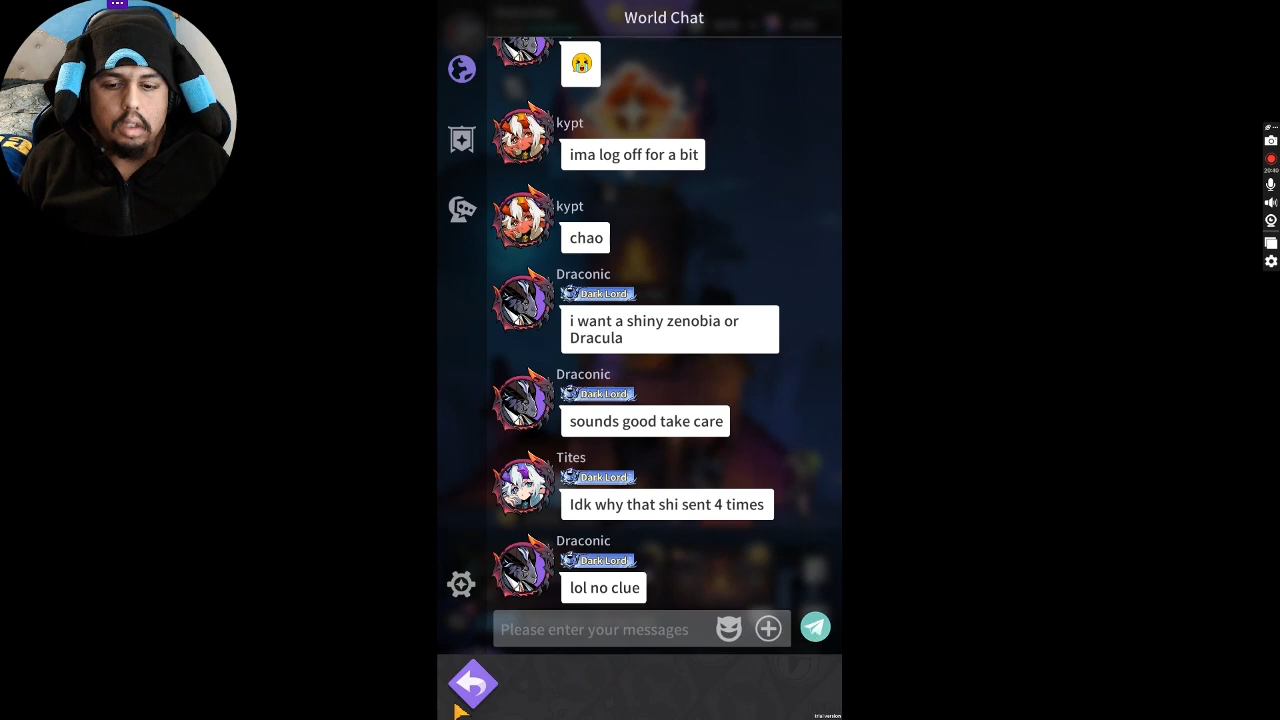 World Chat
kypt
ima log off for a bit
kypt
chao
Draconic
Dark Lord
i want a shiny zenobia or
Dracula
Draconic
Dark Lord
sounds good take care
Tites
Dark Lord
Idk why that shi sent 4 times
Draconic
Dark Lord
lol no clue
Please enter your messages
trial version